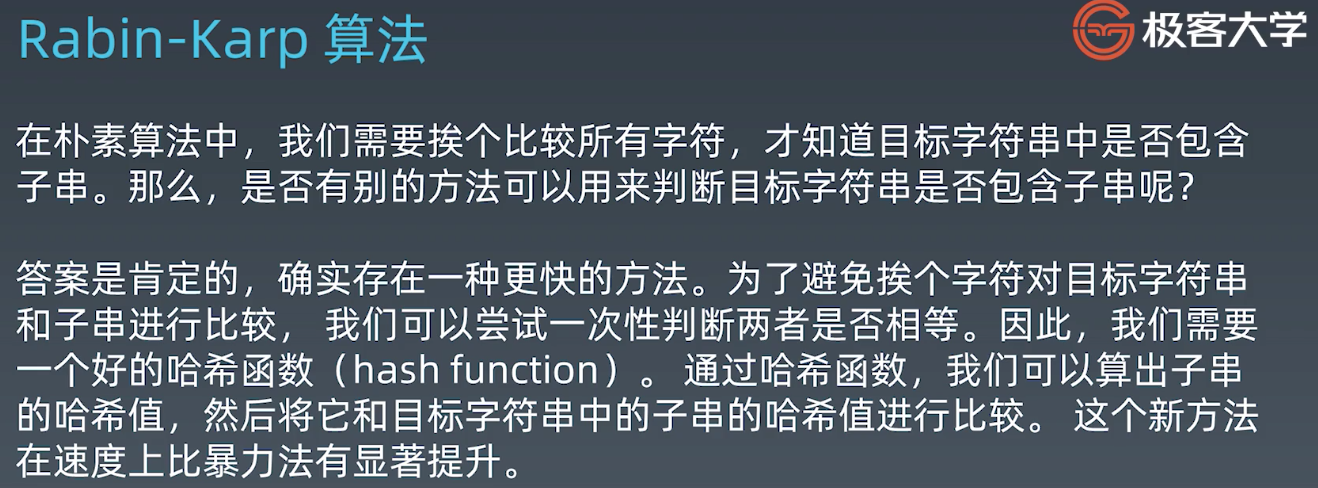 Rabin-Karp 算法
极客大学
在朴素算法中，我们需要挨个比较所有字符，才知道目标字符串中是否包含
子串。那么，是否有别的方法可以用来判断目标字符串是否包含子串呢？
答案是肯定的，确实存在一种更快的方法。为了避免挨个字符对目标字符串
和子串进行比较， 我们可以尝试一次性判断两者是否相等。因此，我们需要
一个好的哈希函数（hash function）。 通过哈希函数，我们可以算出子串
的哈希值，然后将它和目标字符串中的子串的哈希值进行比较。 这个新方法
在速度上比暴力法有显著提升。